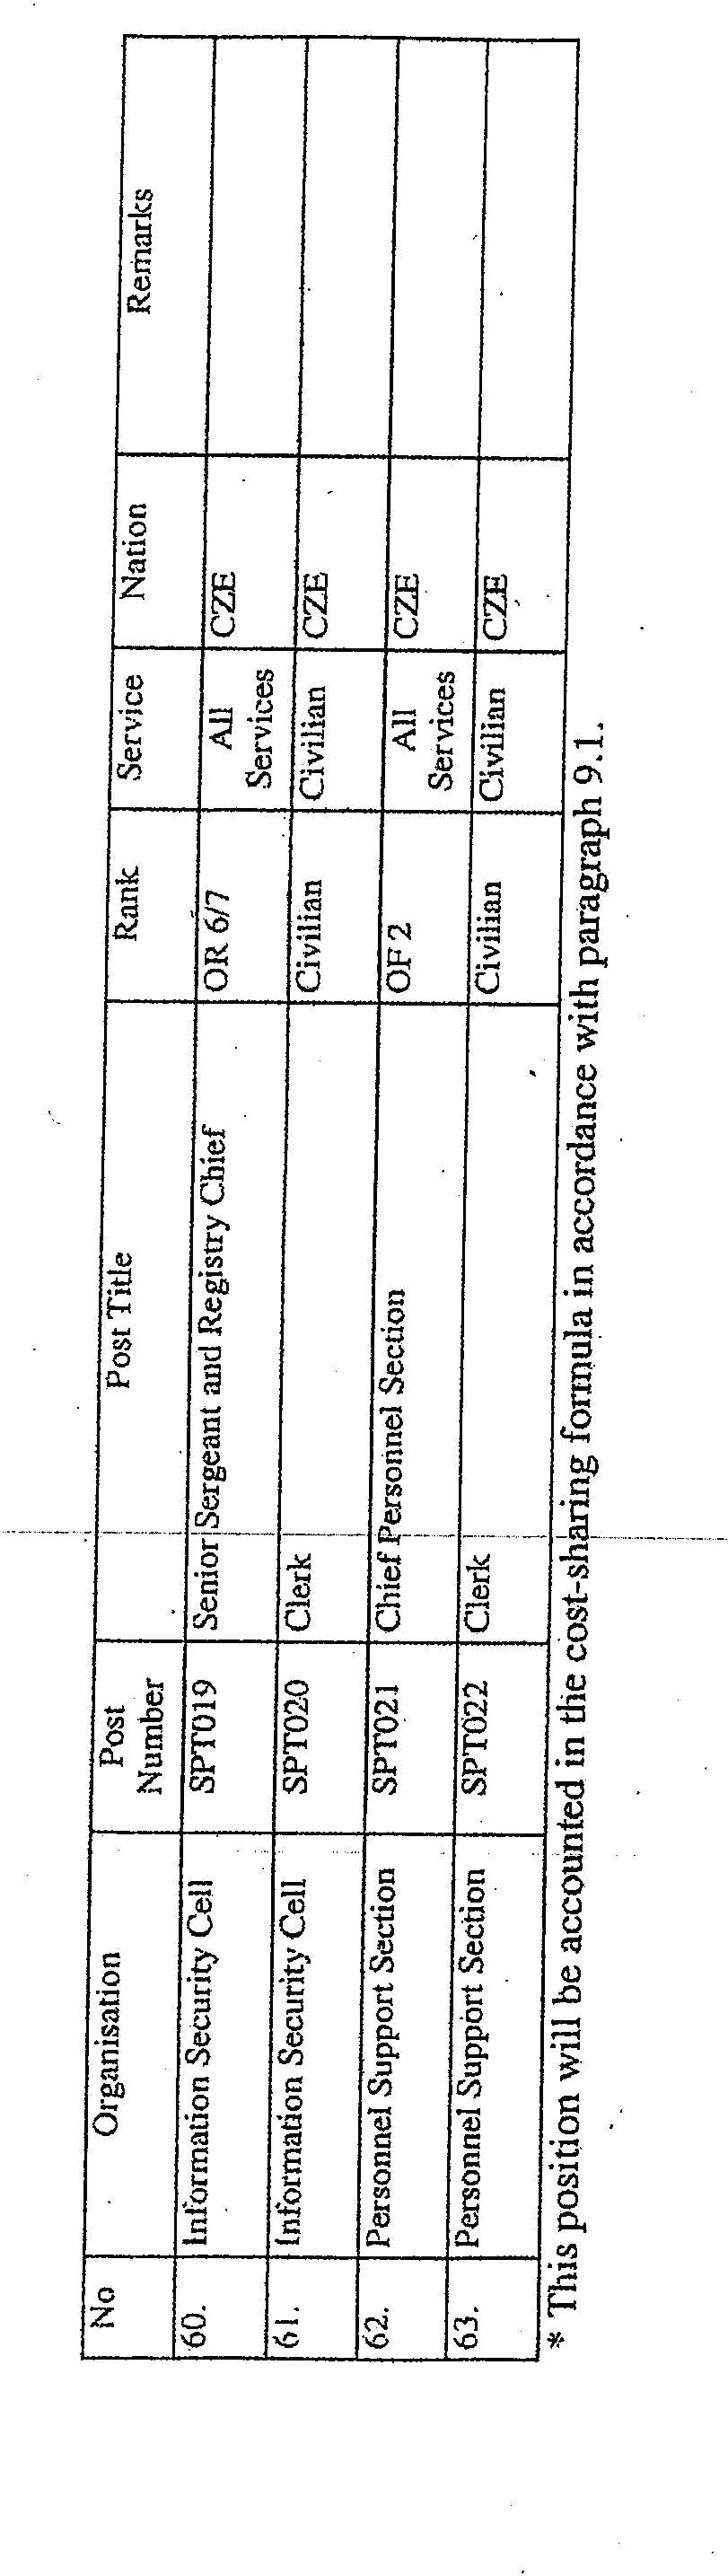 No Organisation Post Number Post Title Rank Service Nation Remarks
60. Information Security Cell SPT019 Senior Sergeant and Registry Chief OR 6/7 All Services CZE
61. Information Security Cell SPT020 Clerk Civilian Civilian CZE
62. Personnel Support Section SPT021 Chief Personnel Section OF 2 All Services CZE
63. Personnel Support Section SPT022 Clerk Civilian Civilian CZE
* This position will be accounted in the cost-sharing formula in accordance with paragraph 9.1.